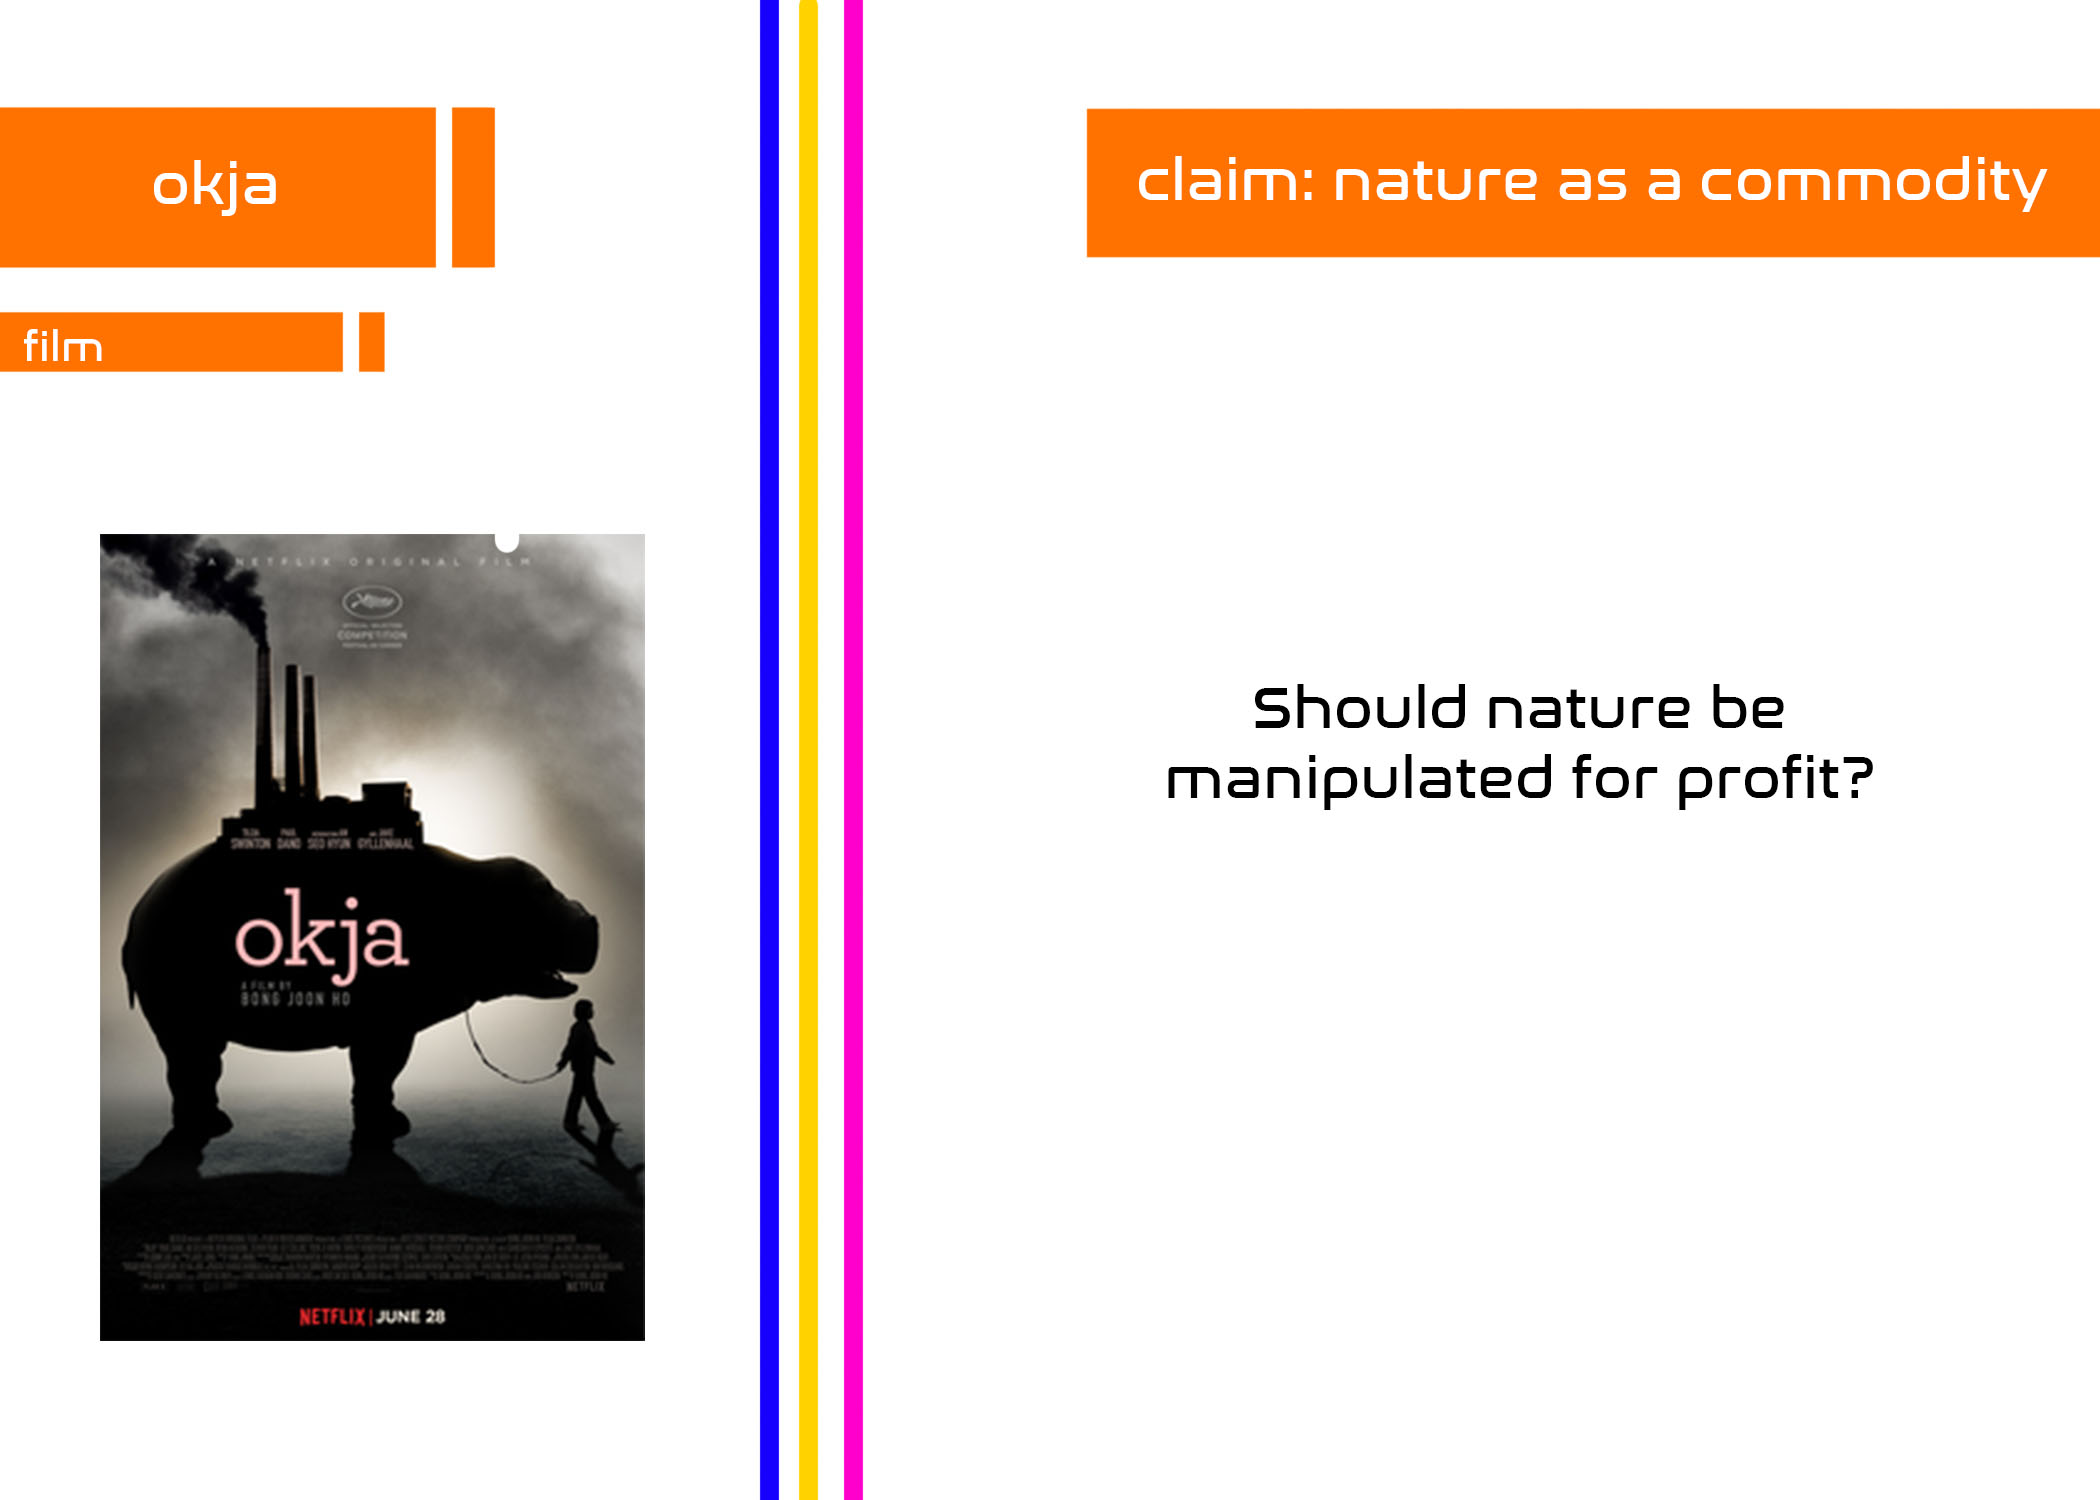 okja
film
A NETFLIX ORIGINAL FILM
COMPETITION
TILDA SWINTON PAUL DANO SEO HYUN JAKE GYLLENHAAL
okja
A FILM BY
BONG JOON HO
NETFLIX
NETFLIX | JUNE 28
claim: nature as a commodity
Should nature be
manipulated for profit?